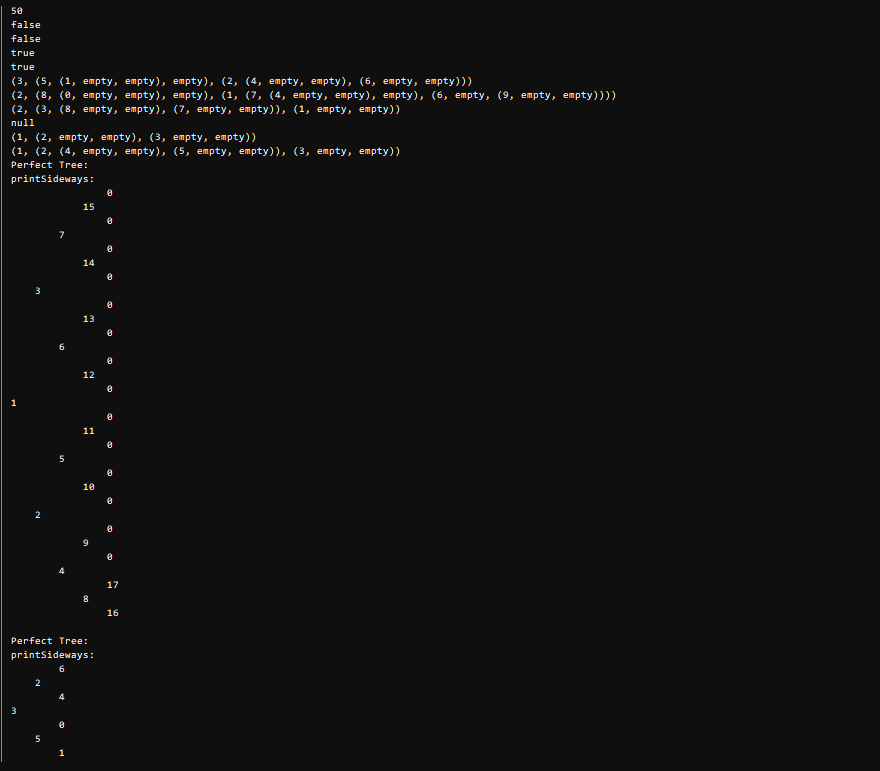 50
false
false
true
true
(3, (5, (1, empty, empty), empty), (2, (4, empty, empty), (6, empty, empty)))
(2, (8, (0, empty, empty), empty), (1, (7, (4, empty, empty), empty), (6, empty, (9, empty, empty))))
(2, (3, (8, empty, empty), (7, empty, empty)), (1, empty, empty))
null
(1, (2, empty, empty), (3, empty, empty))
(1, (2, (4, empty, empty), (5, empty, empty)), (3, empty, empty))
Perfect Tree:
printSideways:
                0
            15
                0
        7
                0
            14
                0
    3
                0
            13
                0
        6
                0
            12
                0
1
                0
            11
                0
        5
                0
            10
                0
    2
                0
            9
                0
        4
                17
            8
                16

Perfect Tree:
printSideways:
        6
    2
        4
3
        0
    5
        1